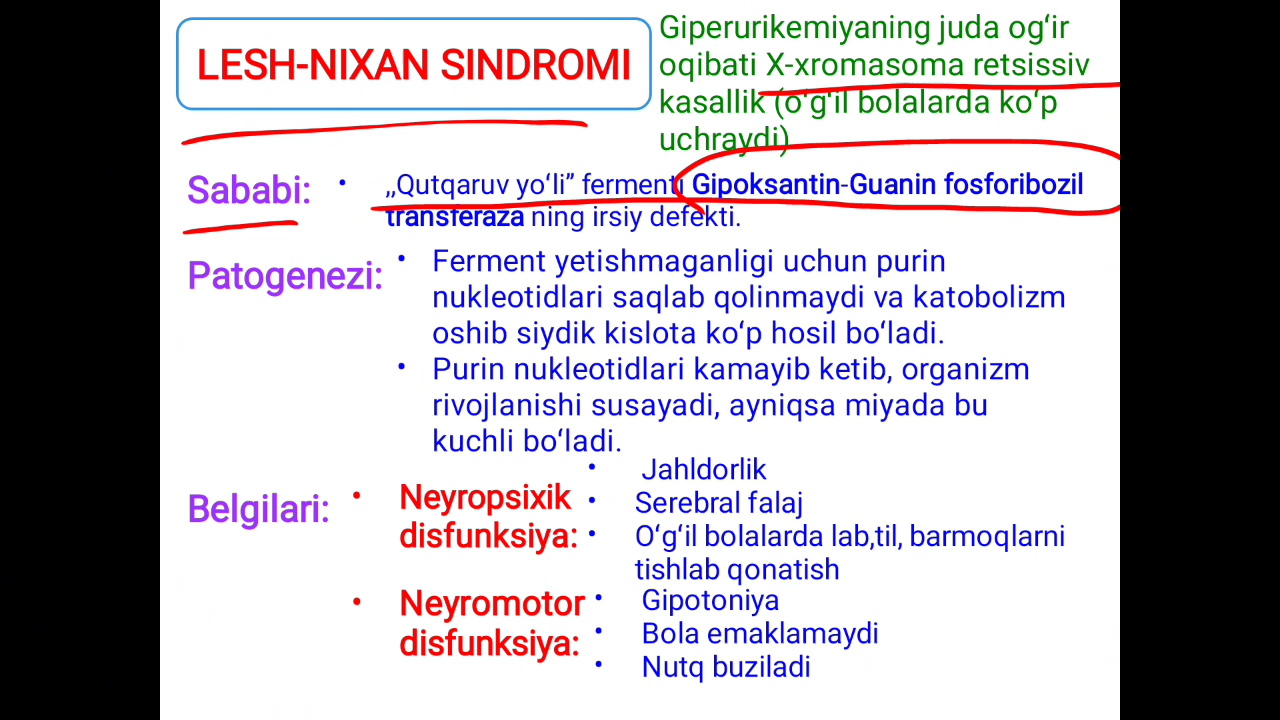 LESH-NIXAN SINDROMI
Giperurikemiyaning juda og‘ir
oqibati X-xromasoma retsissiv
kasallik (o‘g‘il bolalarda ko‘p
uchraydi)
Sababi:
• ,,Qutqaruv yo‘li” fermenti Gipoksantin-Guanin fosforibozil
transferaza ning irsiy defekti.
Patogenezi:
• Ferment yetishmaganligi uchun purin
nukleotidlari saqlab qolinmaydi va katobolizm
oshib siydik kislota ko‘p hosil bo‘ladi.
• Purin nukleotidlari kamayib ketib, organizm
rivojlanishi susayadi, ayniqsa miyada bu
kuchli bo‘ladi.
Belgilari:
• Neyropsixik
disfunksiya:
• Jahldorlik
• Serebral falaj
• O‘g‘il bolalarda lab,til, barmoqlarni
tishlab qonatish
• Neyromotor
disfunksiya:
• Gipotoniya
• Bola emaklamaydi
• Nutq buziladi